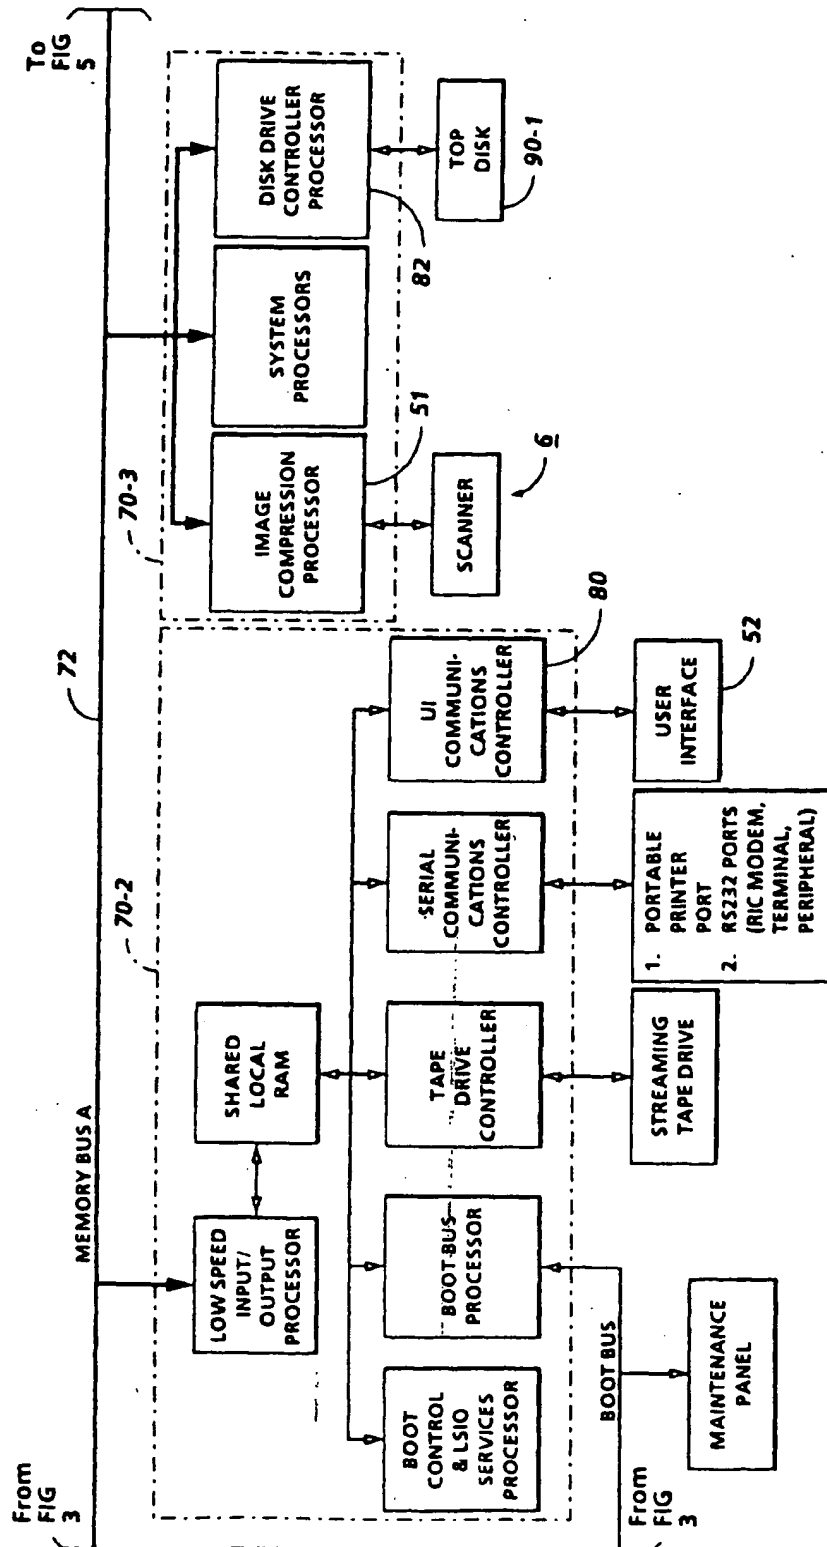 From
FIG
3
MEMORY BUS A
72
To
FIG
5
70-2
70-3
LOW SPEED
INPUT/
OUTPUT
PROCESSOR
SHARED
LOCAL
RAM
BOOT
CONTROL
& LSIO
SERVICES
PROCESSOR
BOOT BUS
PROCESSOR
TAPE
DRIVE
CONTROLLER
SERIAL
COMMUNI-
CATIONS
CONTROLLER
UI
COMMUNI-
CATIONS
CONTROLLER
80
IMAGE
COMPRESSION
PROCESSOR
51
SYSTEM
PROCESSORS
DISK DRIVE
CONTROLLER
PROCESSOR
82
SCANNER
6
TOP
DISK
90-1
From
FIG
3
BOOT BUS
MAINTENANCE
PANEL
STREAMING
TAPE DRIVE
1. PORTABLE
PRINTER
PORT
2. RS232 PORTS
(RIC MODEM,
TERMINAL,
PERIPHERAL)
USER
INTERFACE
52